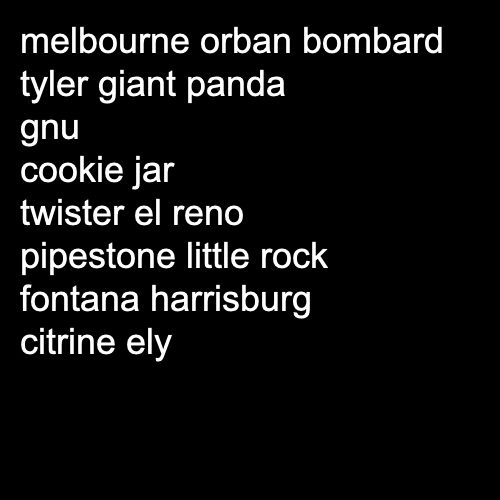 melbourne orban bombard
tyler giant panda
gnu
cookie jar
twister el reno
pipestone little rock
fontana harrisburg
citrine ely